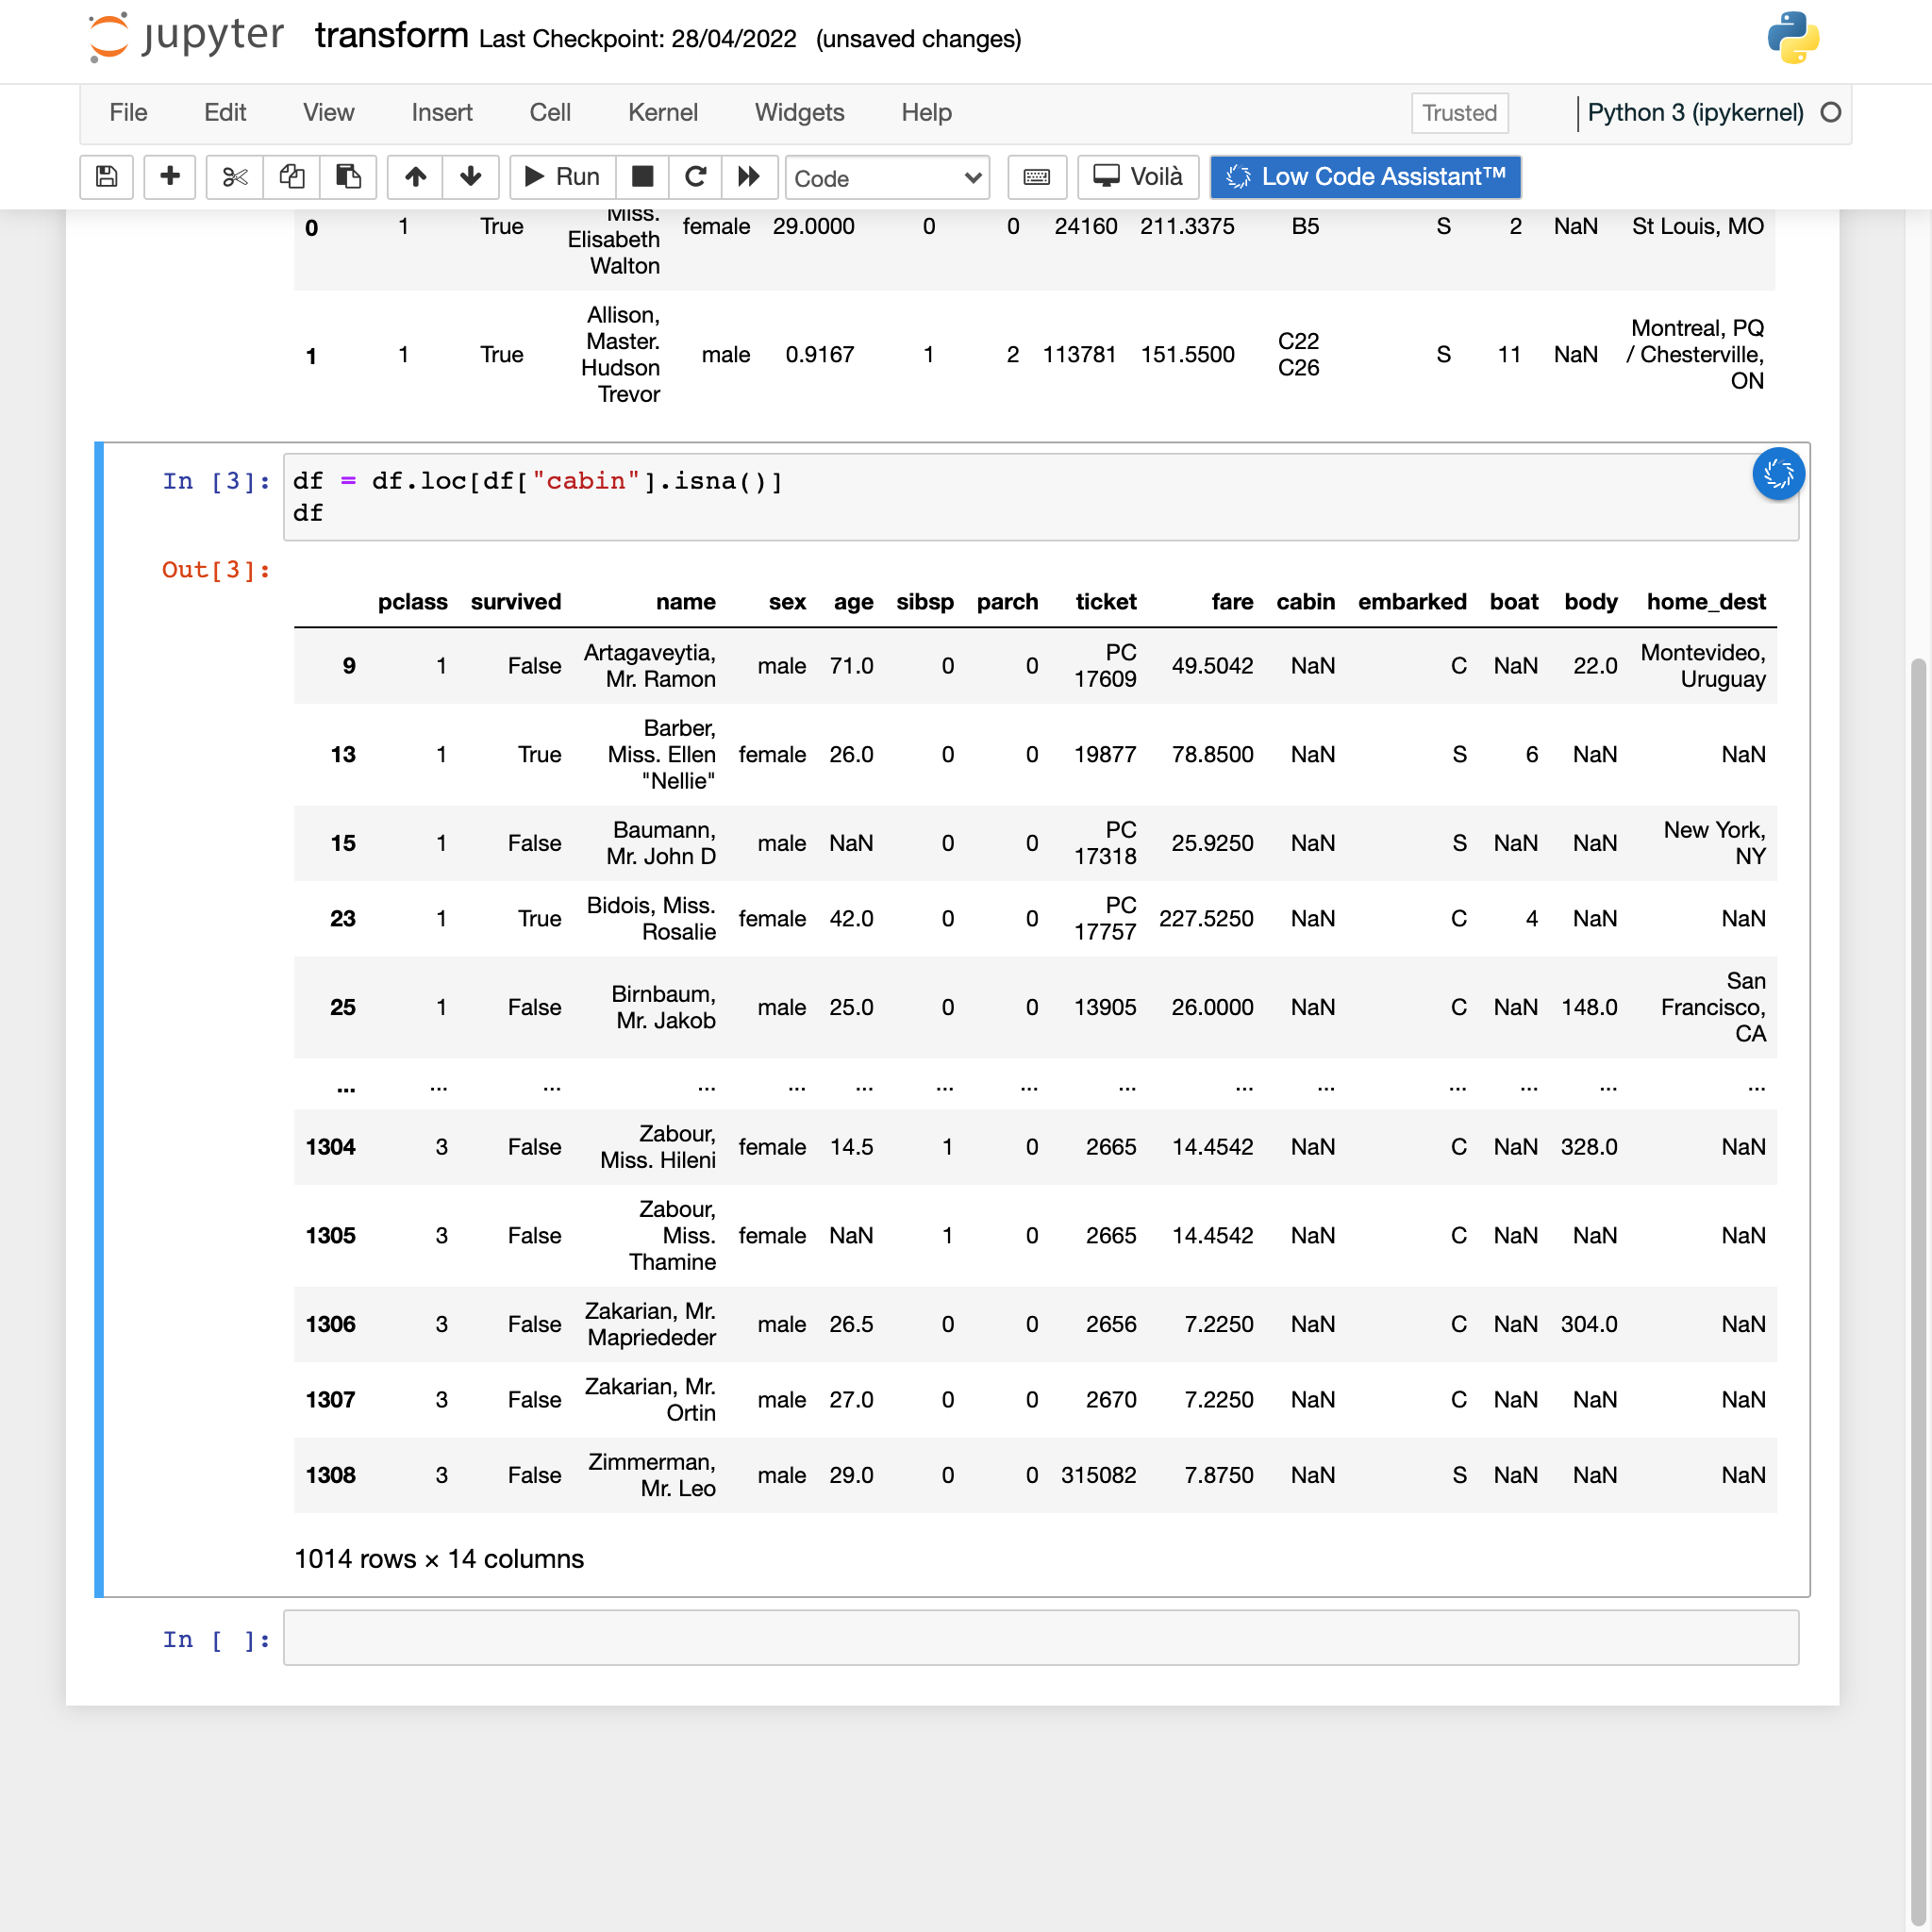 jupyter transform Last Checkpoint: 28/04/2022 (unsaved changes)
File Edit View Insert Cell Kernel Widgets Help Trusted Python 3 (ipykernel)
Run Code Voilà Low Code Assistant™
Miss.
0 1 True Elisabeth female 29.0000 0 0 24160 211.3375 B5 S 2 NaN St Louis, MO
Walton
Allison,
Master. Montreal, PQ
1 1 True Hudson male 0.9167 1 2 113781 151.5500 C22 C26 S 11 NaN / Chesterville,
Trevor ON
In [3]: df = df.loc[df["cabin"].isna()]
df
Out[3]:
pclass survived name sex age sibsp parch ticket fare cabin embarked boat body home_dest
9 1 False Artagaveytia, male 71.0 0 0 PC 49.5042 NaN C NaN 22.0 Montevideo,
Mr. Ramon 17609 Uruguay
Barber,
13 1 True Miss. Ellen female 26.0 0 0 19877 78.8500 NaN S 6 NaN NaN
"Nellie"
15 1 False Baumann, male NaN 0 0 PC 25.9250 NaN S NaN NaN New York,
Mr. John D 17318 NY
23 1 True Bidois, Miss. female 42.0 0 0 PC 227.5250 NaN C 4 NaN NaN
Rosalie 17757
San
25 1 False Birnbaum, male 25.0 0 0 13905 26.0000 NaN C NaN 148.0 Francisco,
Mr. Jakob CA
... ... ... ... ... ... ... ... ... ... ... ... ... ... ...
1304 3 False Zabour, female 14.5 1 0 2665 14.4542 NaN C NaN 328.0 NaN
Miss. Hileni
Zabour,
1305 3 False Miss. female NaN 1 0 2665 14.4542 NaN C NaN NaN NaN
Thamine
1306 3 False Zakarian, Mr. male 26.5 0 0 2656 7.2250 NaN C NaN 304.0 NaN
Mapriededer
1307 3 False Zakarian, Mr. male 27.0 0 0 2670 7.2250 NaN C NaN NaN NaN
Ortin
1308 3 False Zimmerman, male 29.0 0 0 315082 7.8750 NaN S NaN NaN NaN
Mr. Leo
1014 rows × 14 columns
In [ ]: